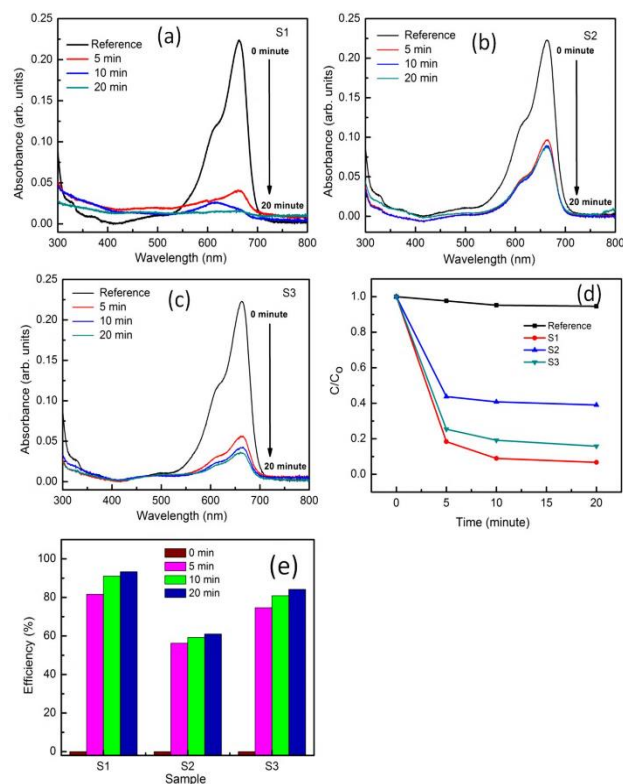 (a)
S1
Reference
5 min
10 min
20 min
0 minute
20 minute
0.25
0.20
0.15
0.10
0.05
0.00
Absorbance (arb. units)
300 400 500 600 700 800
Wavelength (nm)
(b)
S2
Reference
5 min
10 min
20 min
0 minute
20 minute
0.25
0.20
0.15
0.10
0.05
0.00
Absorbance (arb. units)
300 400 500 600 700 800
Wavelength (nm)
(c)
S3
Reference
5 min
10 min
20 min
0 minute
20 minute
0.25
0.20
0.15
0.10
0.05
0.00
Absorbance (arb. units)
300 400 500 600 700 800
Wavelength (nm)
(d)
Reference
S1
S2
S3
1.0
0.8
0.6
0.4
0.2
0.0
C/Co
0 5 10 15 20
Time (minute)
(e)
0 min
5 min
10 min
20 min
100
80
60
40
20
0
Efficiency (%)
S1 S2 S3
Sample